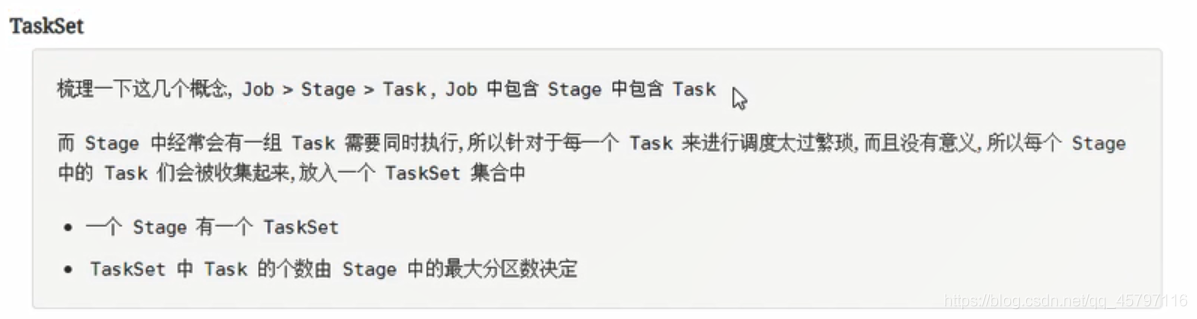 TaskSet
梳理一下这几个概念, Job > Stage > Task, Job 中包含 Stage 中包含 Task
而 Stage 中经常会有一组 Task 需要同时执行,所以针对于每一个 Task 来进行调度太过繁琐,而且没有意义,所以每个 Stage
中的 Task 们会被收集起来,放入一个 TaskSet 集合中
• 一个 Stage 有一个 TaskSet
• TaskSet 中 Task 的个数由 Stage 中的最大分区数决定
https://blog.csdn.net/qq_45797116